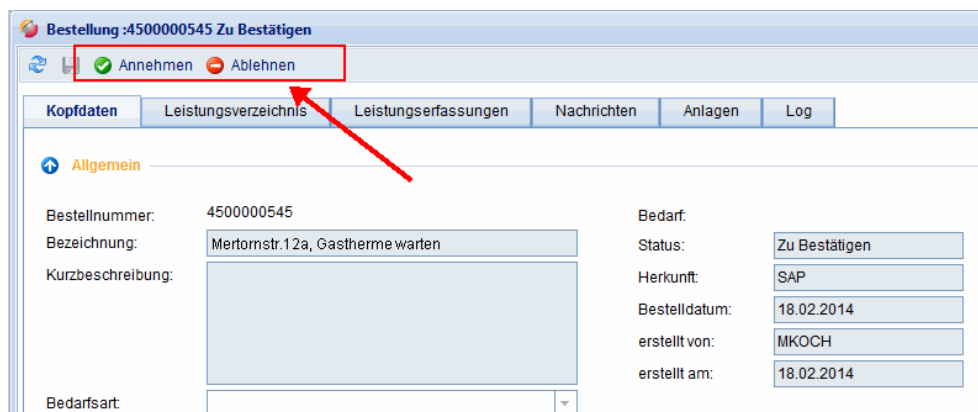 Bestellung :4500000545 Zu Bestätigen
Annehmen Ablehnen
Kopfdaten Leistungsverzeichnis Leistungserfassungen Nachrichten Anlagen Log
Allgemein
Bestellnummer: 4500000545 Bedarf:
Bezeichnung: Mertornstr.12a, Gastherme warten Status: Zu Bestätigen
Kurzbeschreibung: Herkunft: SAP
Bestelldatum: 18.02.2014
erstellt von: MKOCH
erstellt am: 18.02.2014
Bedarfsart: